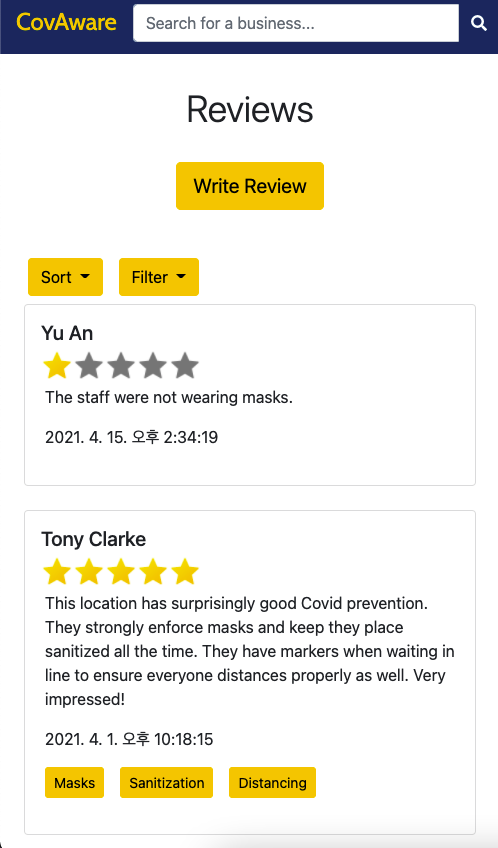 CovAware
Search for a business...
Reviews
Write Review
Sort
Filter
Yu An
The staff were not wearing masks.
2021. 4. 15. 오후 2:34:19
Tony Clarke
This location has surprisingly good Covid prevention.
They strongly enforce masks and keep they place
sanitized all the time. They have markers when waiting in
line to ensure everyone distances properly as well. Very
impressed!
2021. 4. 1. 오후 10:18:15
Masks
Sanitization
Distancing